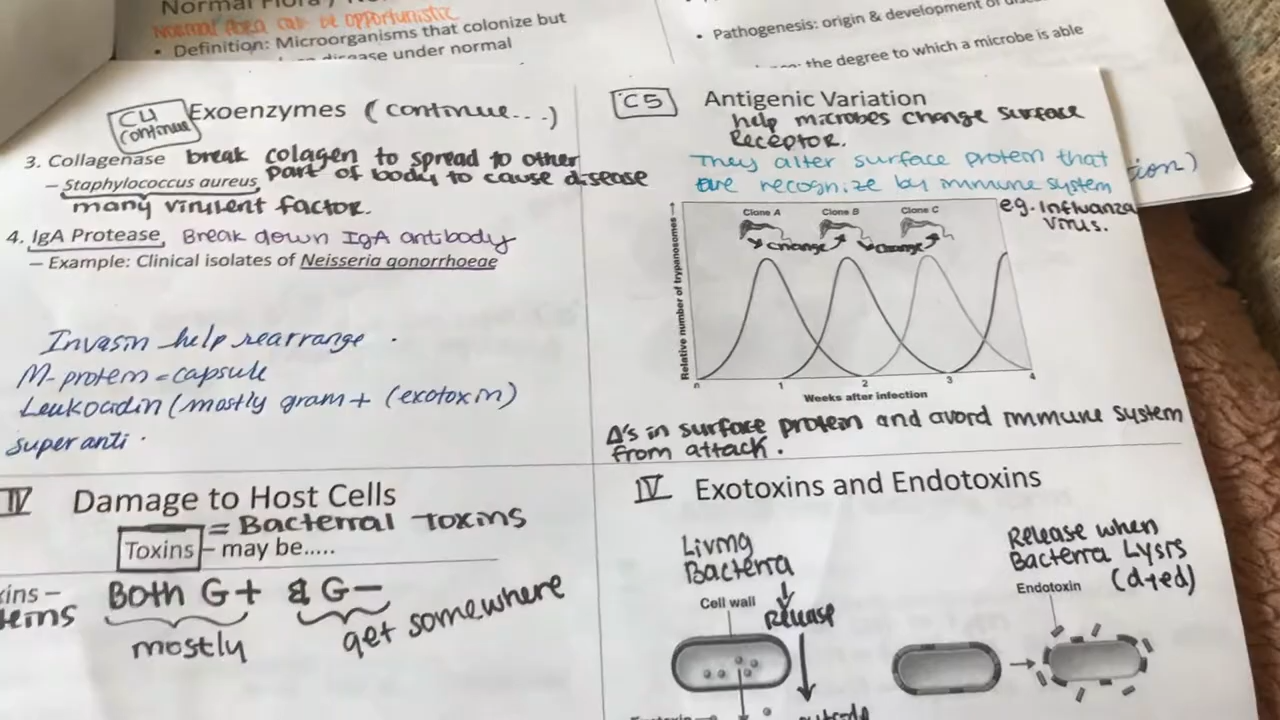 Normal Flora
Normal flora can be opportunistic
• Definition: Microorganisms that colonize but
disease under normal
• Pathogenesis: origin & development of
: the degree to which a microbe is able
C4
continue
Exoenzymes (continue...)
3. Collagenase break colagen to spread to other
part of body to cause disease
– Staphylococcus aureus,
many virulent factor.
4. IgA Protease, Break down IgA antibody
– Example: Clinical isolates of Neisseria gonorrhoeae
Invasin help rearrange .
M-protein = capsule
Leukocidin (mostly gram + (exotoxin)
super anti .
C5 Antigenic Variation
help microbes change surface
Receptor.
They alter surface protein that
are recognize by immune system
eg. Influanza
Virus.
tion)
Clone A Clone B Clone C
change change
Relative number of trypanosomes →
0 1 2 3 4
Weeks after infection
Δ's in surface protein and avoid immune system
from attack.
IV Damage to Host Cells
= Bacterial Toxins
Toxins – may be.....
xins –
Both G+ & G–
mostly
get somewhere
IV Exotoxins and Endotoxins
Living
Bacteria
Release
Cell wall
Release when
Bacteria Lysis
(died)
Endotoxin